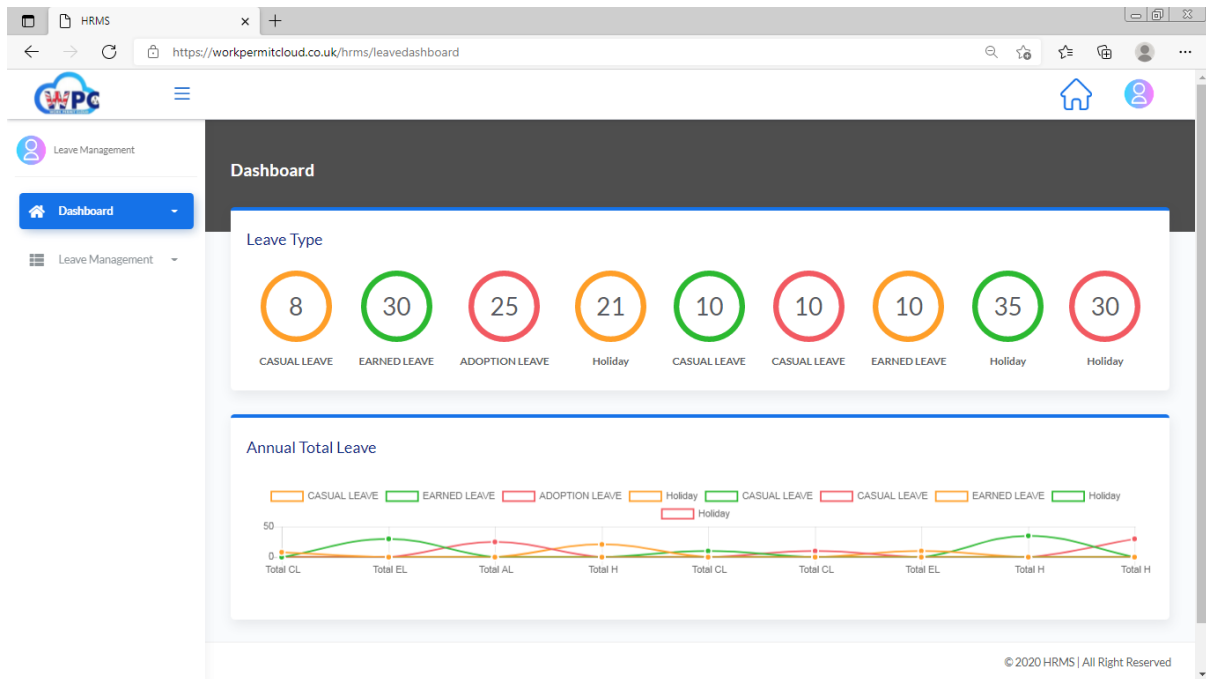 HRMS
https://workpermitcloud.co.uk/hrms/leavedashboard
WPC
Leave Management
Dashboard
Dashboard
Leave Management
Leave Type
8 30 25 21 10 10 10 35 30
CASUAL LEAVE EARNED LEAVE ADOPTION LEAVE Holiday CASUAL LEAVE CASUAL LEAVE EARNED LEAVE Holiday Holiday
Annual Total Leave
CASUAL LEAVE EARNED LEAVE ADOPTION LEAVE Holiday CASUAL LEAVE CASUAL LEAVE EARNED LEAVE Holiday
Holiday
50
0
Total CL Total EL Total AL Total H Total CL Total CL Total EL Total H Total H
© 2020 HRMS | All Right Reserved